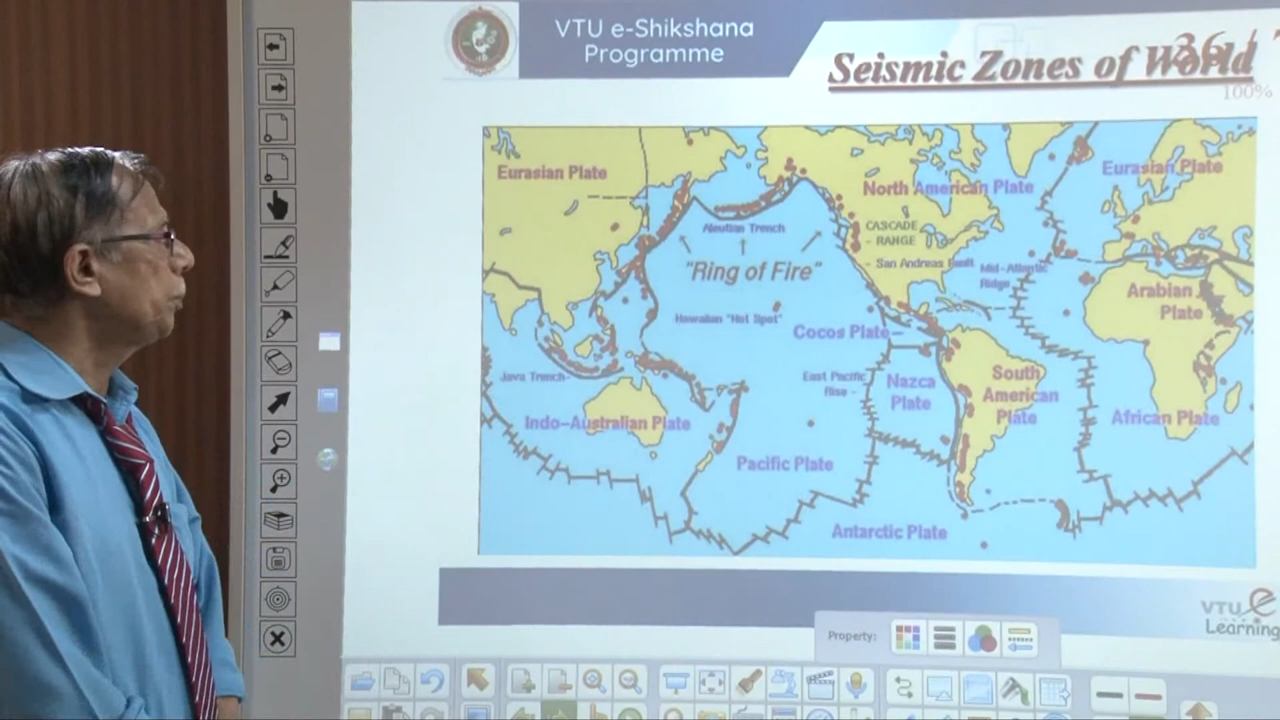 VTU e-Shikshana
Programme
Seismic Zones of World
36 /
100%
Eurasian Plate
North American Plate
Eurasian Plate
Aleutian Trench
CASCADE
RANGE
"Ring of Fire"
San Andreas Fault
Mid-Atlantic
Ridge
Arabian
Plate
Hawaiian "Hot Spot"
Cocos Plate
Java Trench
East Pacific
Rise
Nazca
Plate
South
American
Plate
Indo-Australian Plate
African Plate
Pacific Plate
Antarctic Plate
VTU e
Learning
Property: